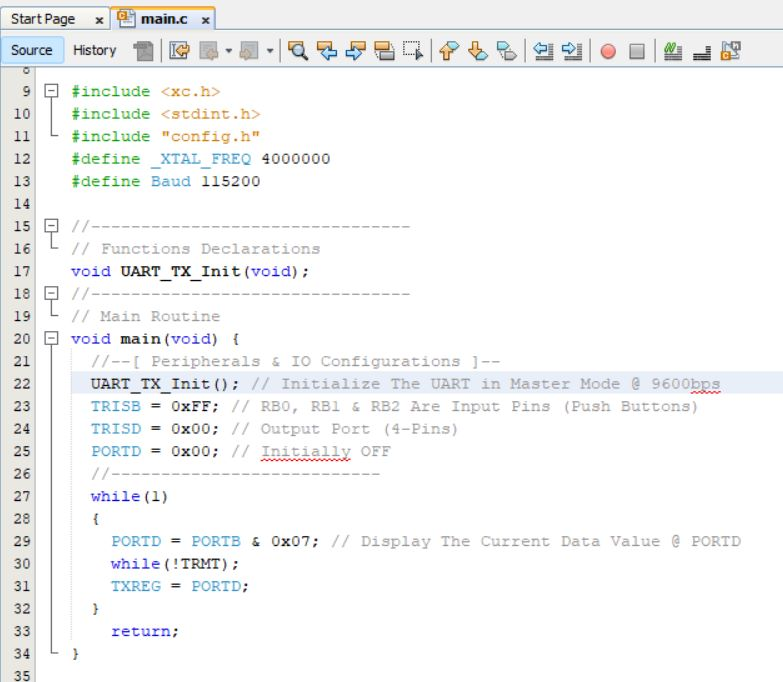 Start Page x main.c x
Source History
9 #include <xc.h>
10 #include <stdint.h>
11 #include "config.h"
12 #define _XTAL_FREQ 4000000
13 #define Baud 115200
14
15 //--------------------------------
16 // Functions Declarations
17 void UART_TX_Init(void);
18 //--------------------------------
19 // Main Routine
20 void main(void) {
21 //--[ Peripherals & IO Configurations ]--
22 UART_TX_Init(); // Initialize The UART in Master Mode @ 9600bps
23 TRISB = 0xFF; // RB0, RB1 & RB2 Are Input Pins (Push Buttons)
24 TRISD = 0x00; // Output Port (4-Pins)
25 PORTD = 0x00; // Initially OFF
26 //---------------------------
27 while(1)
28 {
29 PORTD = PORTB & 0x07; // Display The Current Data Value @ PORTD
30 while(!TRMT);
31 TXREG = PORTD;
32 }
33 return;
34 }
35